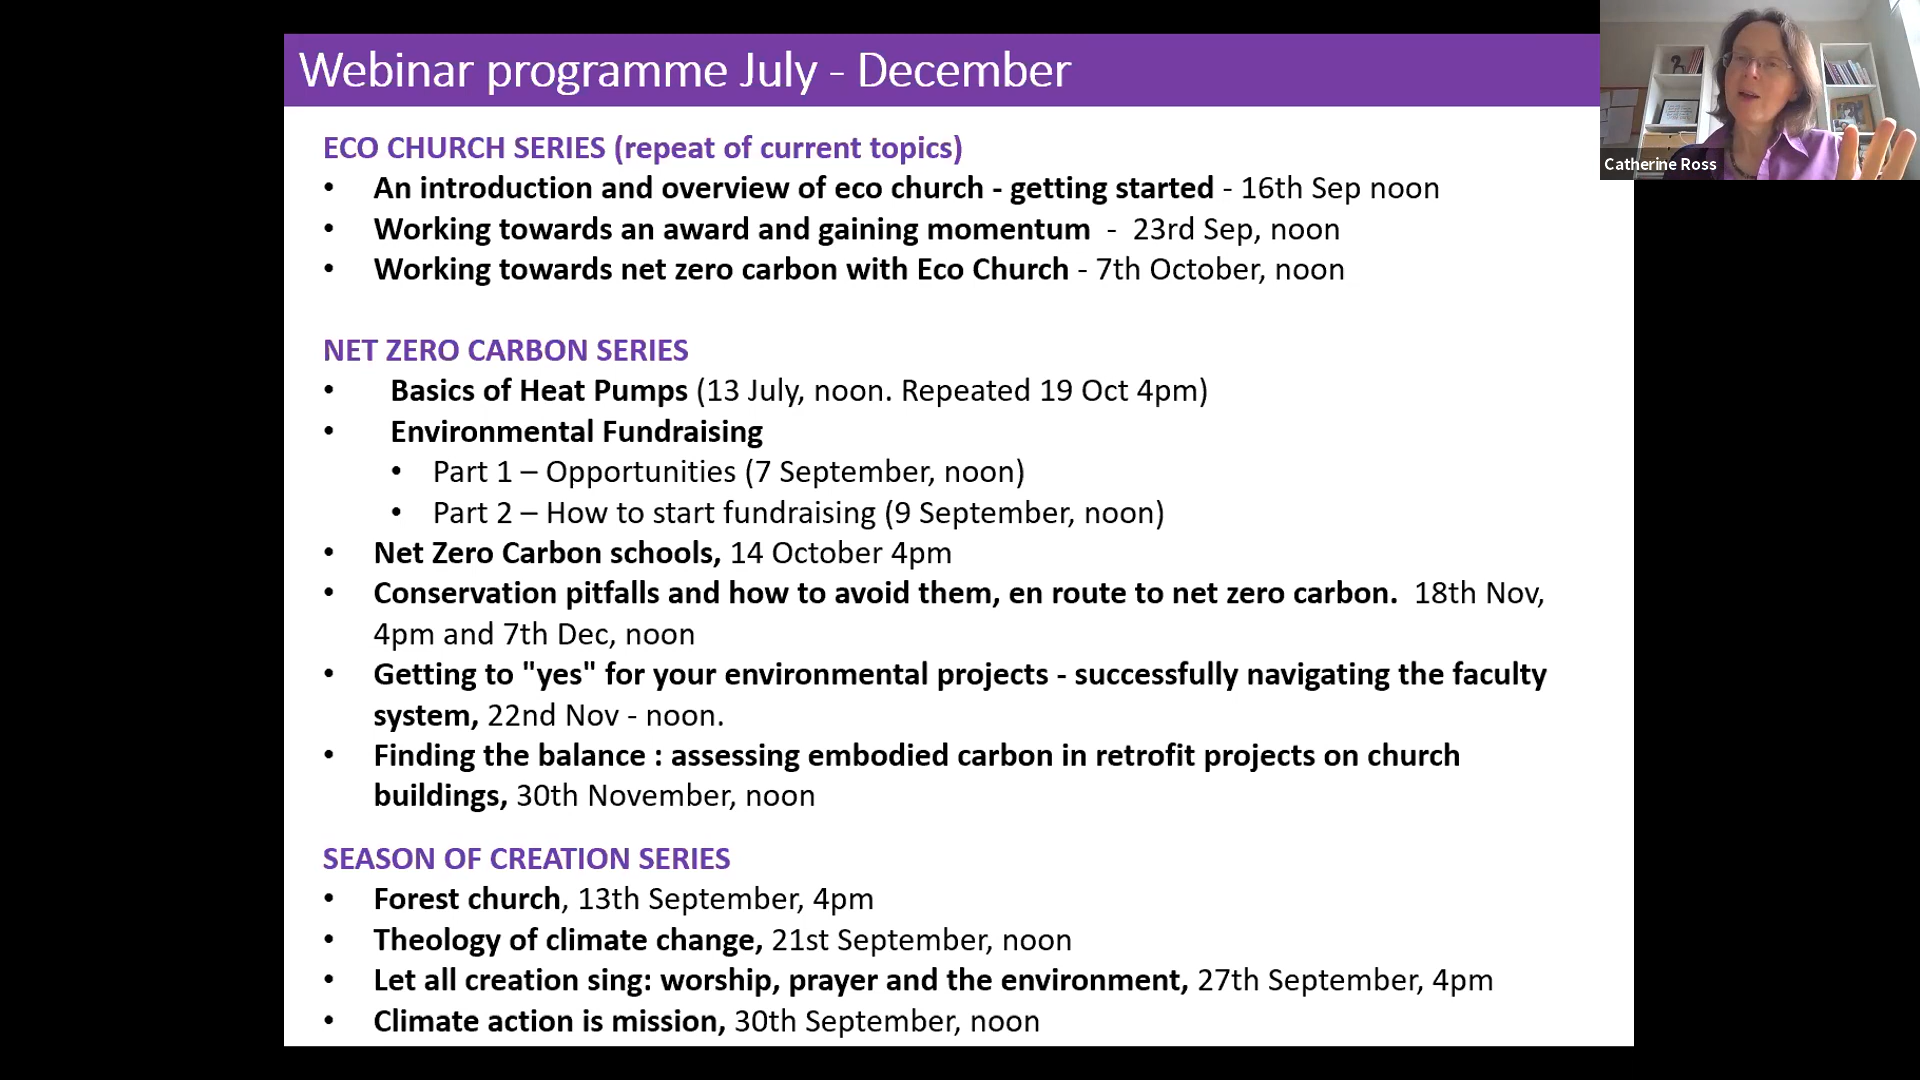 Webinar programme July - December
Catherine Ross
ECO CHURCH SERIES (repeat of current topics)
• An introduction and overview of eco church - getting started - 16th Sep noon
• Working towards an award and gaining momentum - 23rd Sep, noon
• Working towards net zero carbon with Eco Church - 7th October, noon
NET ZERO CARBON SERIES
• Basics of Heat Pumps (13 July, noon. Repeated 19 Oct 4pm)
• Environmental Fundraising
• Part 1 – Opportunities (7 September, noon)
• Part 2 – How to start fundraising (9 September, noon)
• Net Zero Carbon schools, 14 October 4pm
• Conservation pitfalls and how to avoid them, en route to net zero carbon. 18th Nov,
4pm and 7th Dec, noon
• Getting to "yes" for your environmental projects - successfully navigating the faculty
system, 22nd Nov - noon.
• Finding the balance : assessing embodied carbon in retrofit projects on church
buildings, 30th November, noon
SEASON OF CREATION SERIES
• Forest church, 13th September, 4pm
• Theology of climate change, 21st September, noon
• Let all creation sing: worship, prayer and the environment, 27th September, 4pm
• Climate action is mission, 30th September, noon